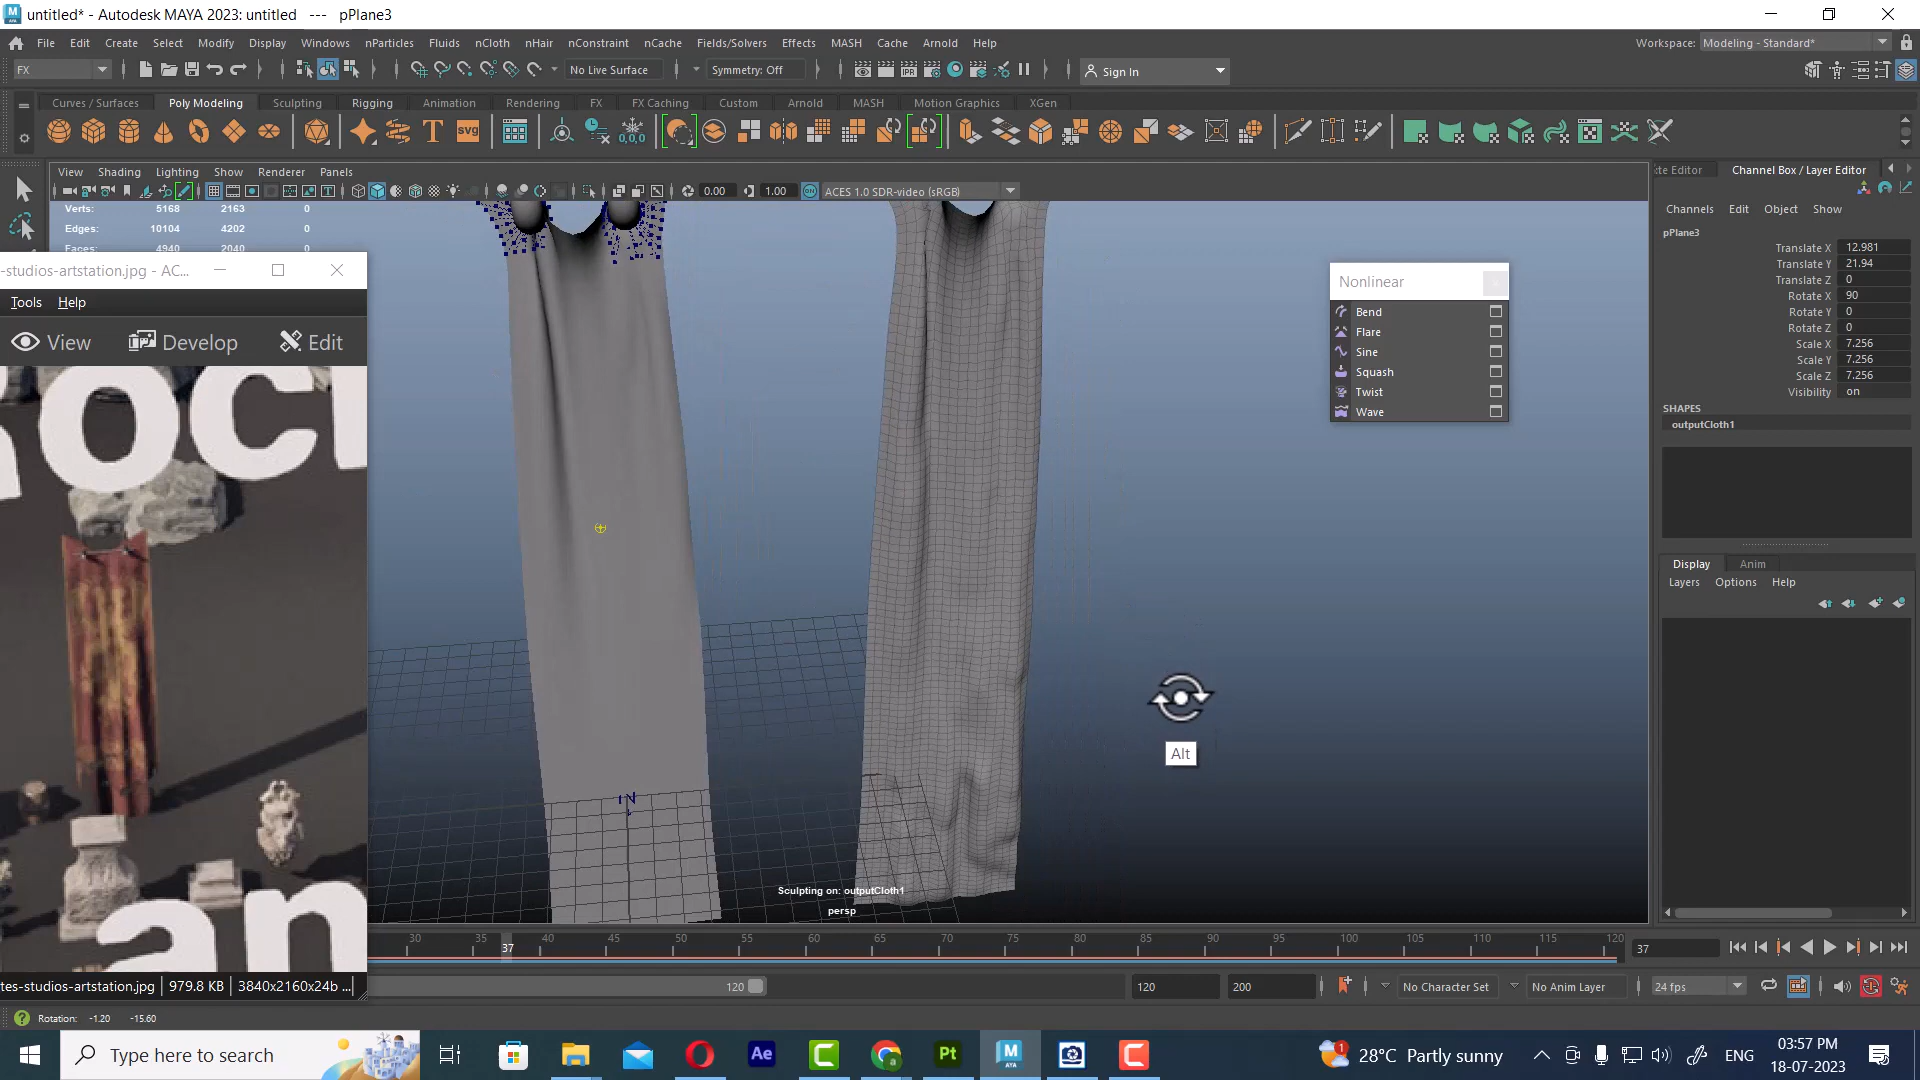 untitled* - Autodesk MAYA 2023: untitled --- pPlane3
File Edit Create Select Modify Display Windows nParticles Fluids nCloth nHair nConstraint nCache Fields/Solvers Effects MASH Cache Arnold Help
Workspace: Modeling - Standard*
FX
No Live Surface
Symmetry: Off
Sign In
Curves / Surfaces Poly Modeling Sculpting Rigging Animation Rendering FX FX Caching Custom Arnold MASH Motion Graphics XGen
View Shading Lighting Show Renderer Panels
0.00 1.00 ACES 1.0 SDR-video (sRGB)
Verts: 5168 2163 0
Edges: 10104 4202 0
Faces: 4940 2040 0
-studios-artstation.jpg - AC...
Tools Help
View Develop Edit
Roc
an
tes-studios-artstation.jpg 979.8 KB 3840x2160x24b ...
Nonlinear
Bend
Flare
Sine
Squash
Twist
Wave
Alt
Sculpting on: outputCloth1
persp
Channel Box / Layer Editor
Channels Edit Object Show
pPlane3
Translate X 12.981
Translate Y 21.94
Translate Z 0
Rotate X 90
Rotate Y 0
Rotate Z 0
Scale X 7.256
Scale Y 7.256
Scale Z 7.256
Visibility on
SHAPES
outputCloth1
Display Anim
Layers Options Help
30 35 37 40 45 50 55 60 65 70 75 80 85 90 95 100 105 110 115 120
37
120 120 200
No Character Set
No Anim Layer
24 fps
Rotation: -1.20 -15.60
Type here to search
28°C Partly sunny
ENG
03:57 PM
18-07-2023